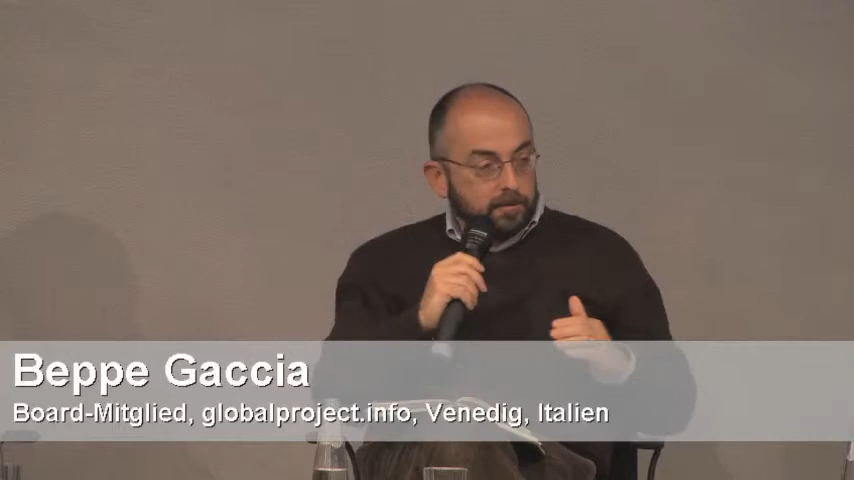 Beppe Gaccia
Board-Mitglied, globalproject.info, Venedig, Italien